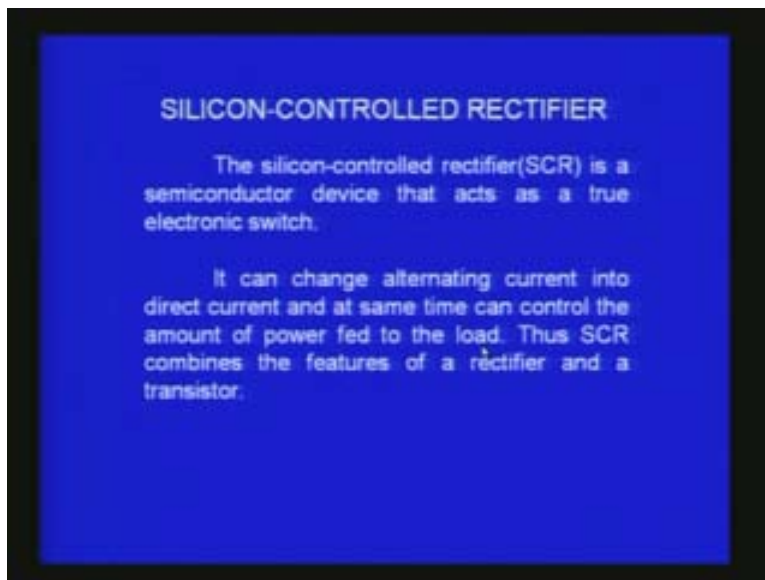 SILICON-CONTROLLED RECTIFIER
The silicon-controlled rectifier(SCR) is a
semiconductor device that acts as a true
electronic switch.
It can change alternating current into
direct current and at same time can control the
amount of power fed to the load. Thus SCR
combines the features of a rectifier and a
transistor.